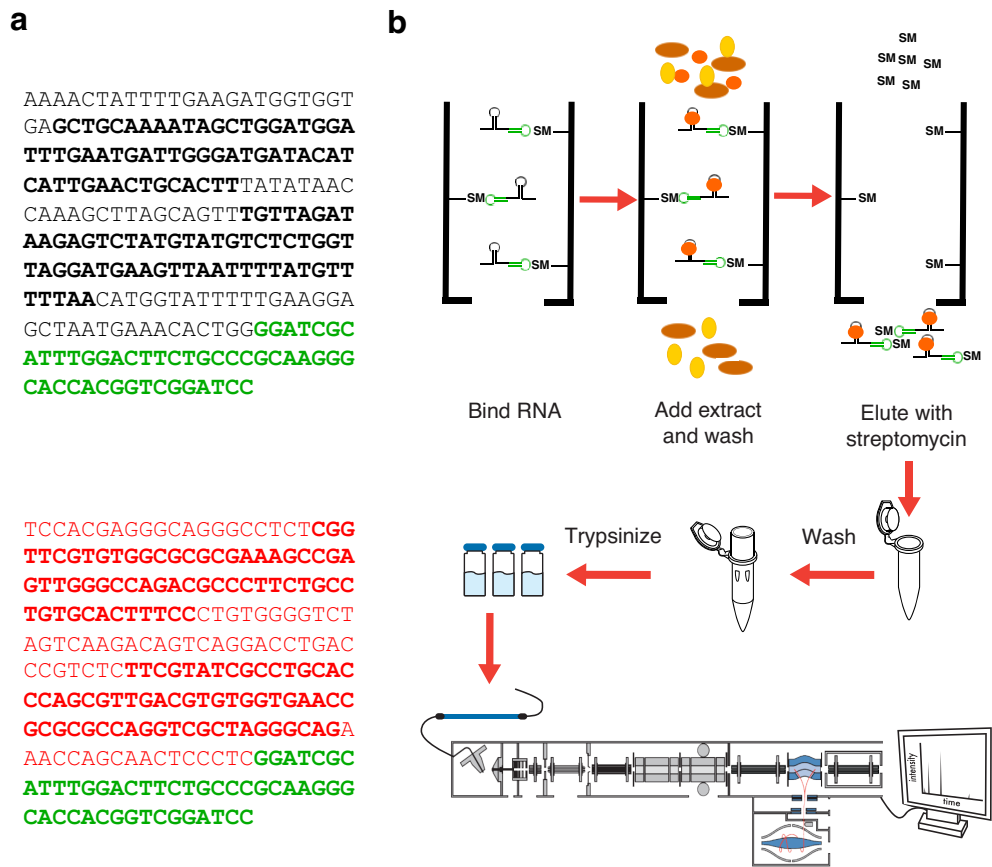 a
AAAACTATTTTGAAGATGGTGGT
GAGCTGCAAAATAGCTGGATGGA
TTTGAATGATTGGGATGATACAT
CATTGAACTGCACTTTATATAAC
CAAAGCTTAGCAGTTTGTTAGAT
AAGAGTCTATGTATGTCTCTGGT
TAGGATGAAGTTAATTTTATGTT
TTTAACATGGTATTTTTGAAGGA
GCTAATGAAACACTGGGGATCGC
ATTTGGACTTCTGCCCGCAAGGG
CACCACGGTCGGATCC
TCCACGAGGGCAGGGCCTCTCGG
TTCGTGTGGCGCGCGAAAGCCGA
GTTGGGCCAGACGCCCTTCTGCC
TGTGCACTTTCCCTGTGGGGTCT
AGTCAAGACAGTCAGGACCTGAC
CCGTCTCTTCGTATCGCCTGCAC
CCAGCGTTGACGTGTGGTGAACC
GCGCGCCAGGTCGCTAGGGCAGA
AACCAGCAACTCCCTCGGATCGC
ATTTGGACTTCTGCCCGCAAGGG
CACCACGGTCGGATCC
b
SM
SM
SM
Bind RNA
SM
SM
SM
Add extract
and wash
SM
SM SM SM
SM SM
SM
SM
SM
SM
SM
SM
Elute with
streptomycin
Wash
Trypsinize
intensity
time